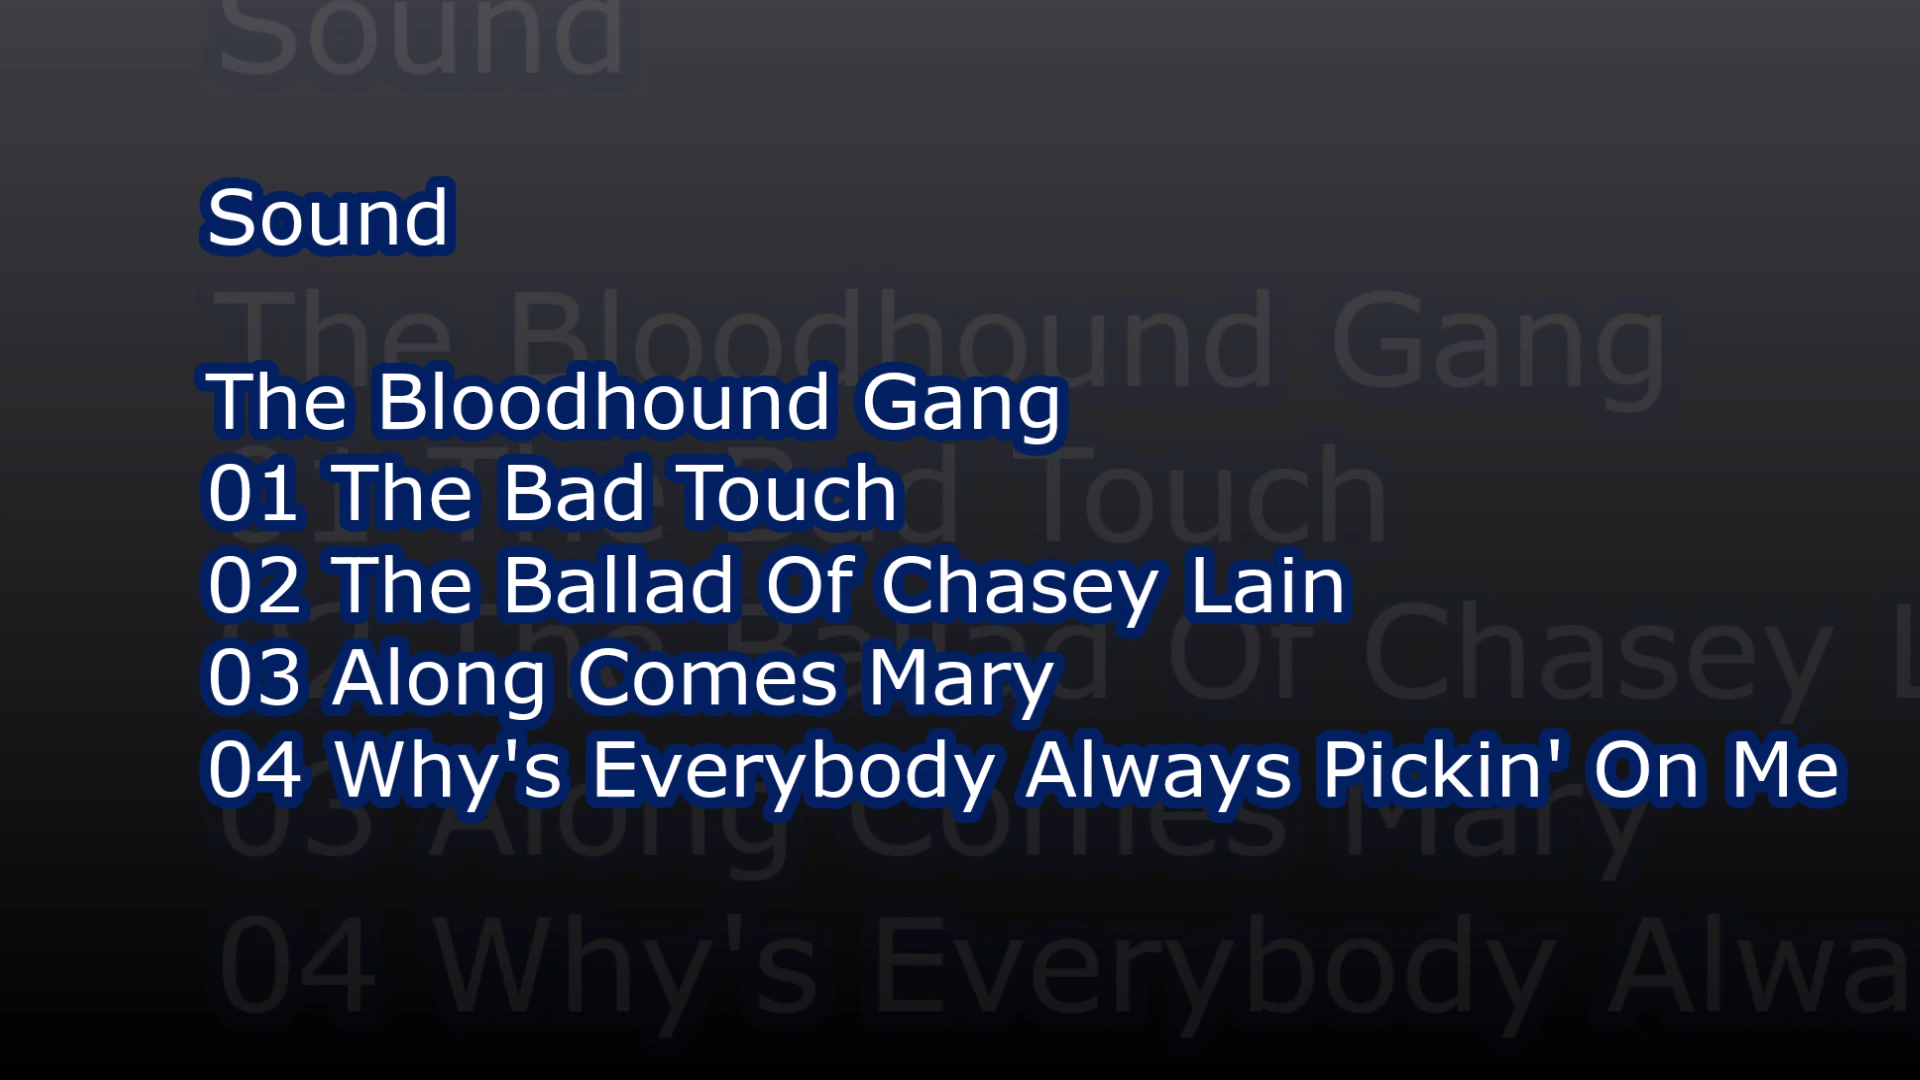 Sound
The Bloodhound Gang
01 The Bad Touch
02 The Ballad Of Chasey Lain
03 Along Comes Mary
04 Why's Everybody Always Pickin' On Me